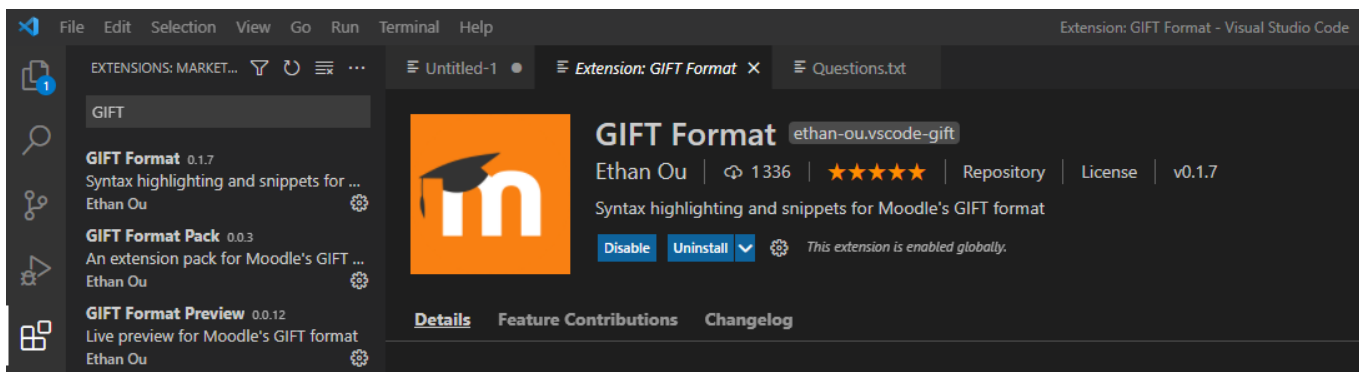 File Edit Selection View Go Run Terminal Help
Extension: GIFT Format - Visual Studio Code
EXTENSIONS: MARKET...
Untitled-1
Extension: GIFT Format
Questions.txt
1
GIFT
GIFT Format 0.1.7
Syntax highlighting and snippets for ...
Ethan Ou
GIFT Format Pack 0.0.3
An extension pack for Moodle's GIFT ...
Ethan Ou
GIFT Format Preview 0.0.12
Live preview for Moodle's GIFT format
Ethan Ou
m
GIFT Format ethan-ou.vscode-gift
Ethan Ou 1336 Repository License v0.1.7
Syntax highlighting and snippets for Moodle's GIFT format
Disable Uninstall This extension is enabled globally.
Details Feature Contributions Changelog